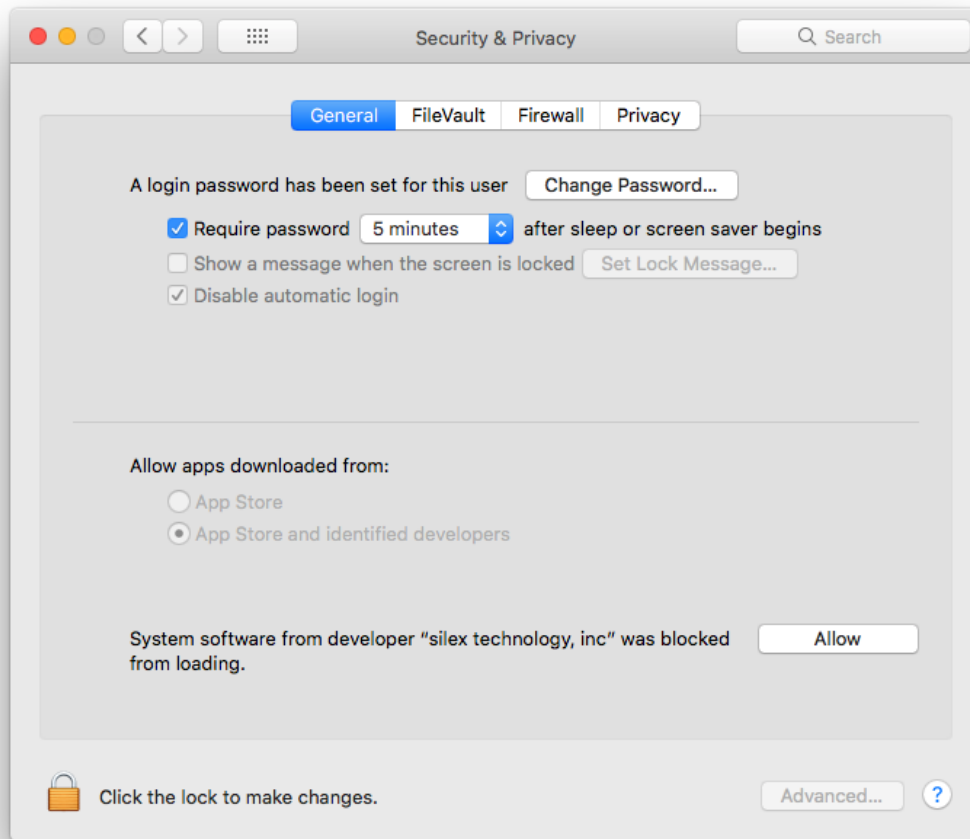 Security & Privacy
Search
General FileVault Firewall Privacy
A login password has been set for this user Change Password...
Require password 5 minutes after sleep or screen saver begins
Show a message when the screen is locked Set Lock Message...
Disable automatic login
Allow apps downloaded from:
App Store
App Store and identified developers
System software from developer “silex technology, inc” was blocked Allow
from loading.
Click the lock to make changes. Advanced... ?